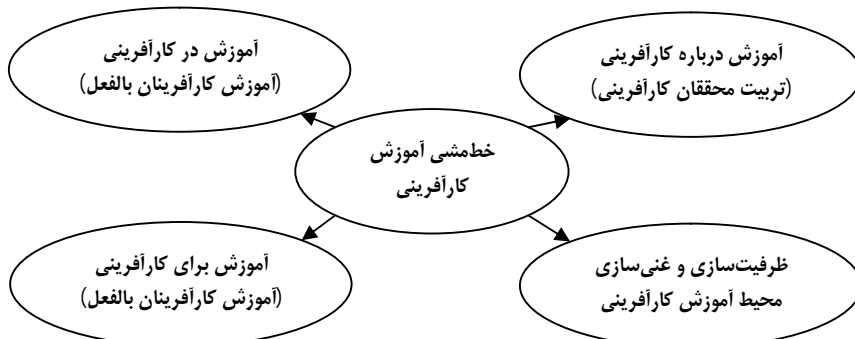 آموزش درباره کارآفرینی
(تربیت محققان کارآفرینی)
آموزش در کارآفرینی
(آموزش کارآفرینان بالفعل)
خط‌مشی آموزش
کارآفرینی
ظرفیت‌سازی و غنی‌سازی
محیط آموزش کارآفرینی
آموزش برای کارآفرینی
(آموزش کارآفرینان بالفعل)